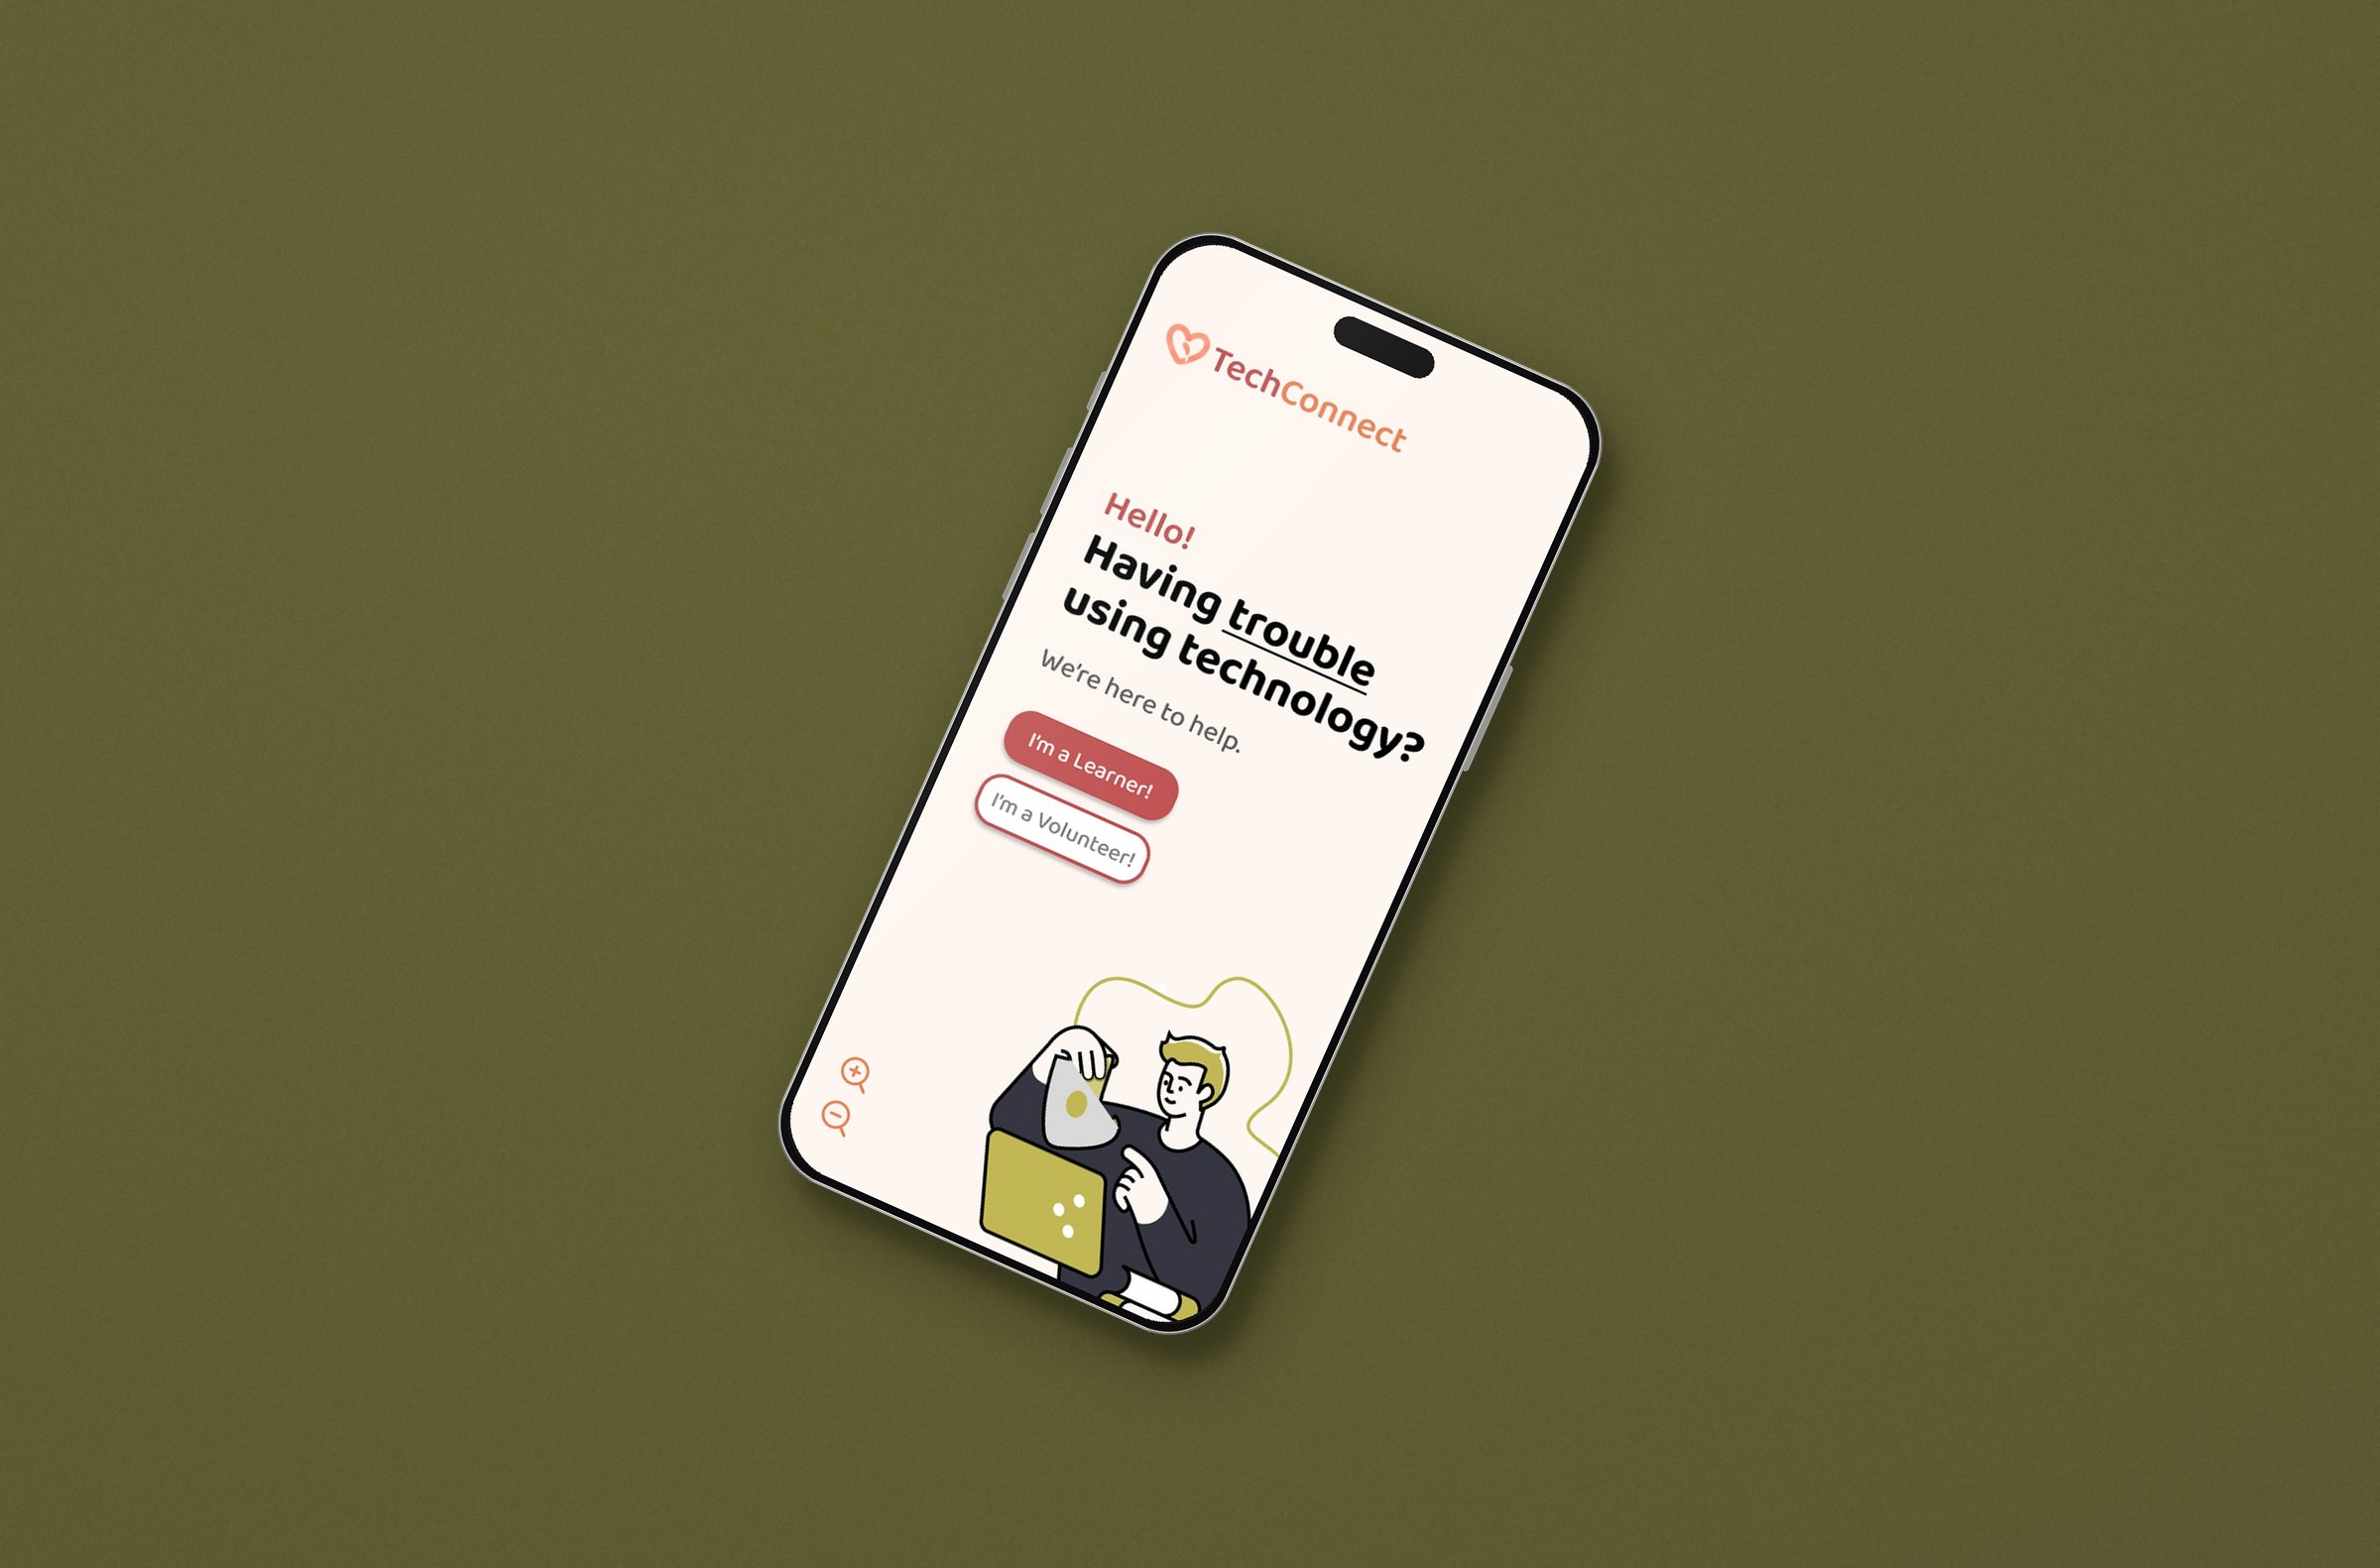 TechConnect
Hello!
Having trouble
using technology?
We're here to help.
I'm a Learner!
I'm a Volunteer!